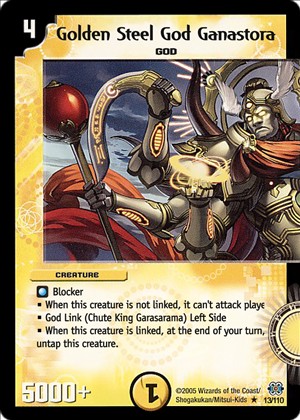 4 Golden Steel God Ganastora
GOD
CREATURE
Blocker
▪ When this creature is not linked, it can't attack playe
▪ God Link (Chute King Garasarama) Left Side
▪ When this creature is linked, at the end of your turn,
untap this creature.
5000+
1
©2005 Wizards of the Coast/
Shogakukan/Mitsui-Kids ★ 13/110